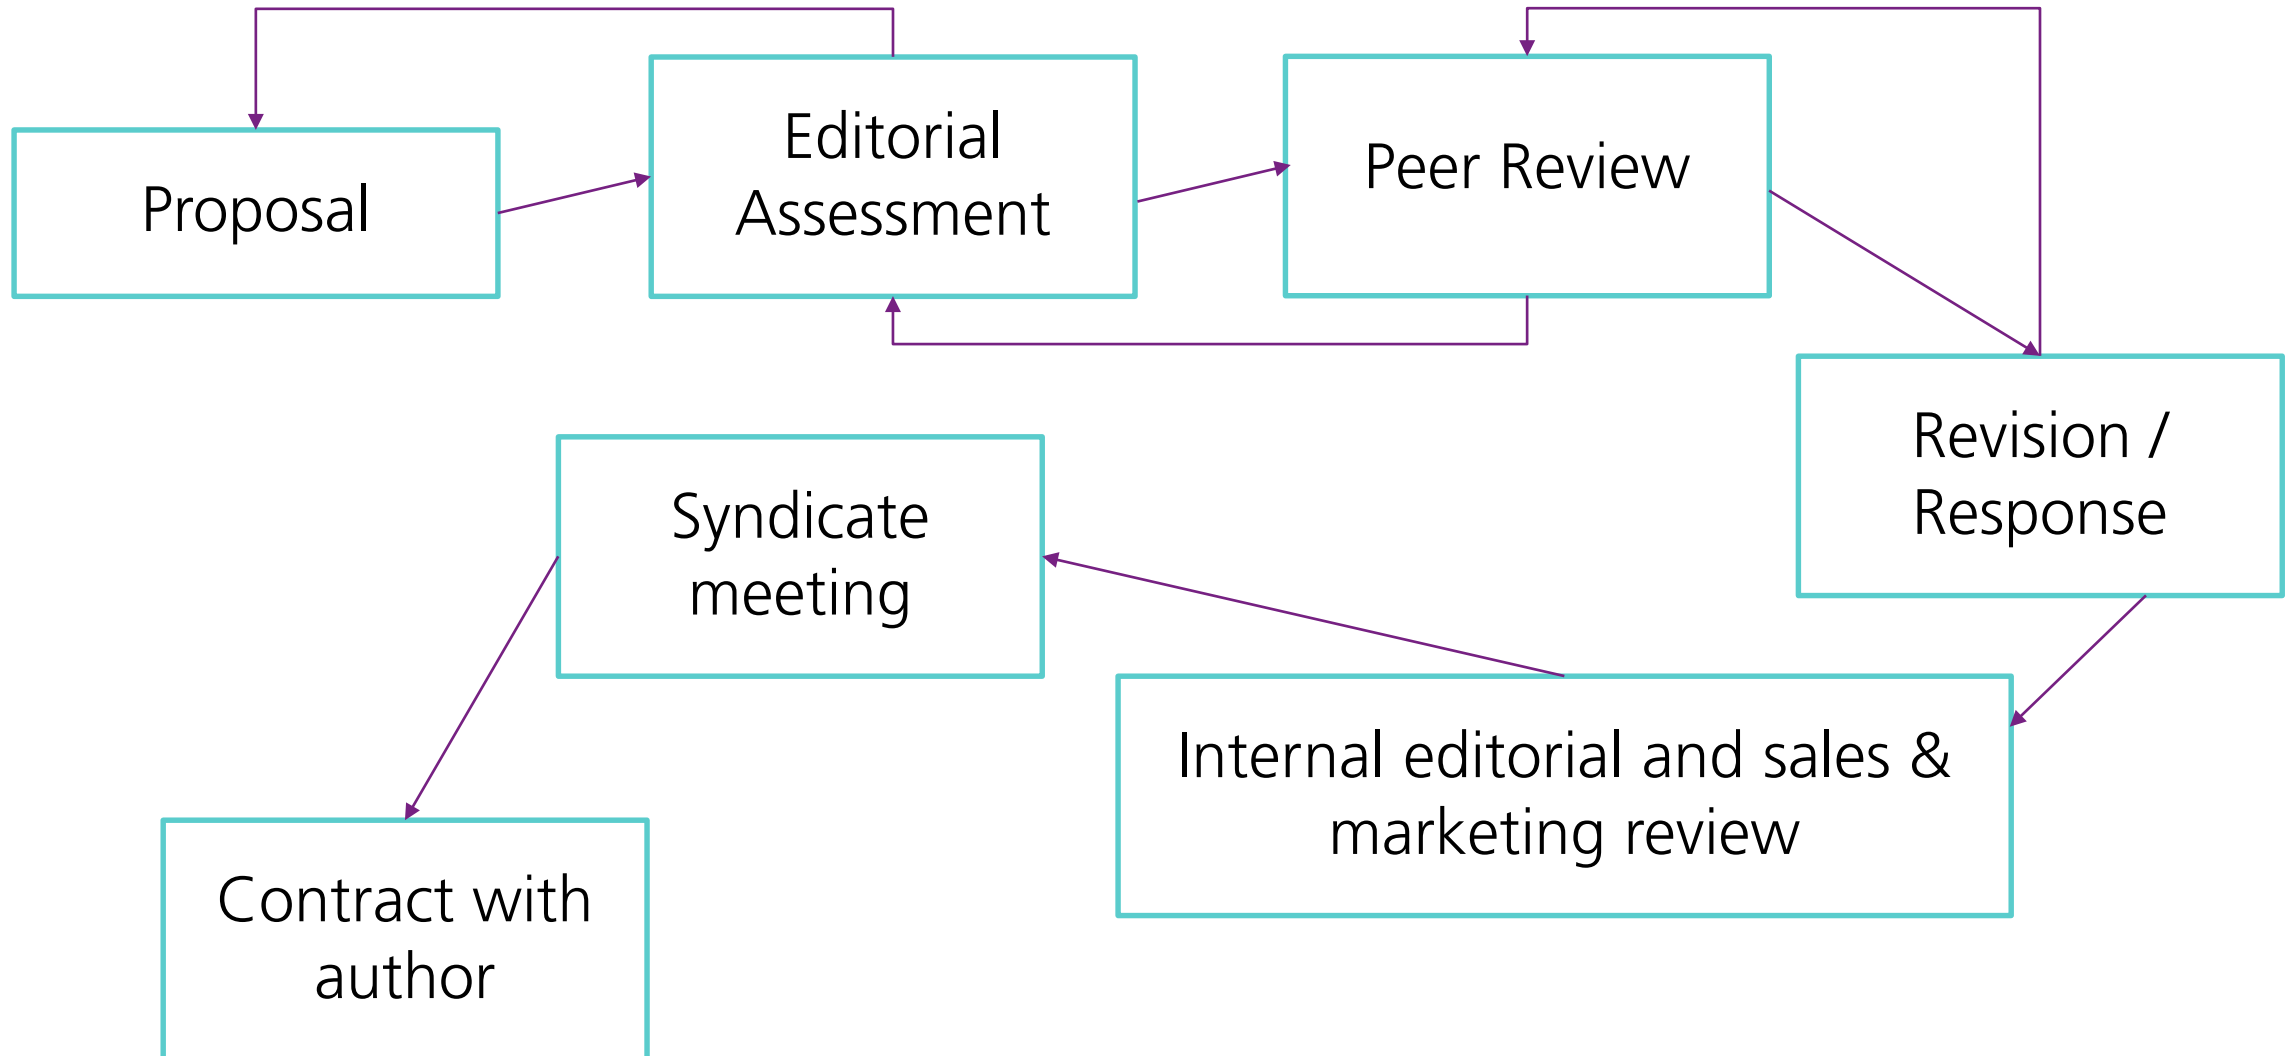 Proposal
Editorial
Assessment
Peer Review
Revision /
Response
Internal editorial and sales &
marketing review
Syndicate
meeting
Contract with
author